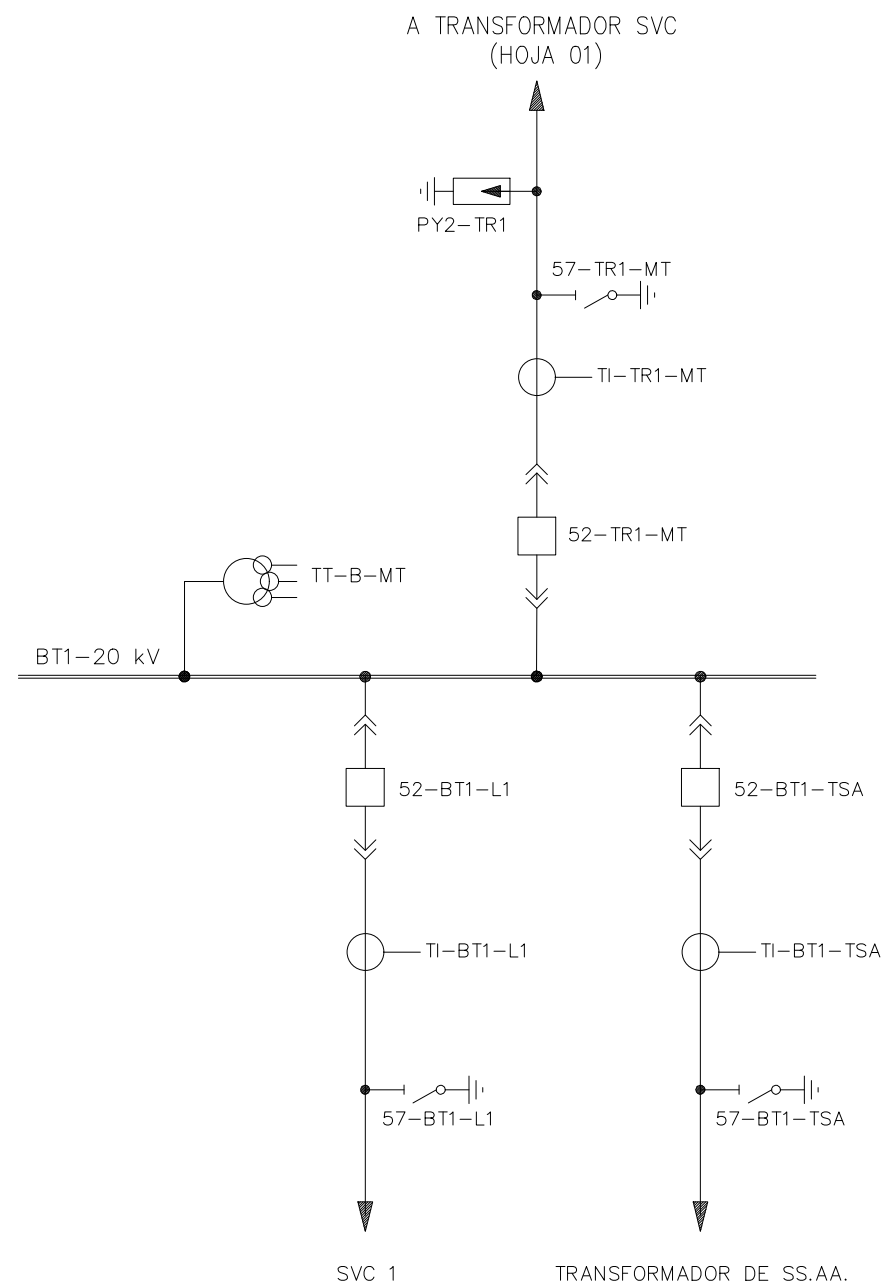 A TRANSFORMADOR SVC
(HOJA 01)
PY2-TR1
57-TR1-MT
TI-TR1-MT
52-TR1-MT
TT-B-MT
BT1-20 kV
52-BT1-L1
52-BT1-TSA
TI-BT1-L1
TI-BT1-TSA
57-BT1-L1
57-BT1-TSA
SVC 1
TRANSFORMADOR DE SS.AA.